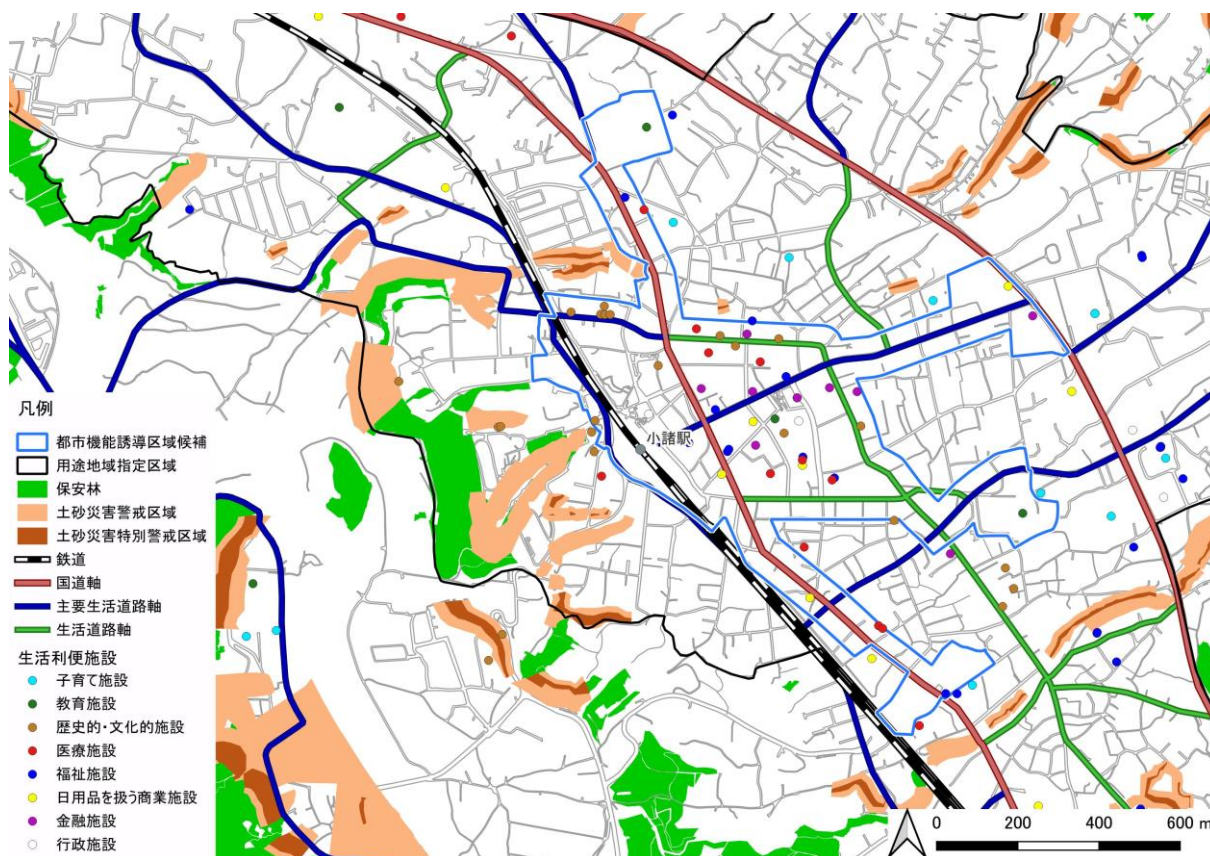 小諸駅
凡例
都市機能誘導区域候補
用途地域指定区域
保安林
土砂災害警戒区域
土砂災害特別警戒区域
鉄道
国道軸
主要生活道路軸
生活道路軸
生活利便施設
子育て施設
教育施設
歴史的・文化的施設
医療施設
福祉施設
日用品を扱う商業施設
金融施設
行政施設
0 200 400 600 m